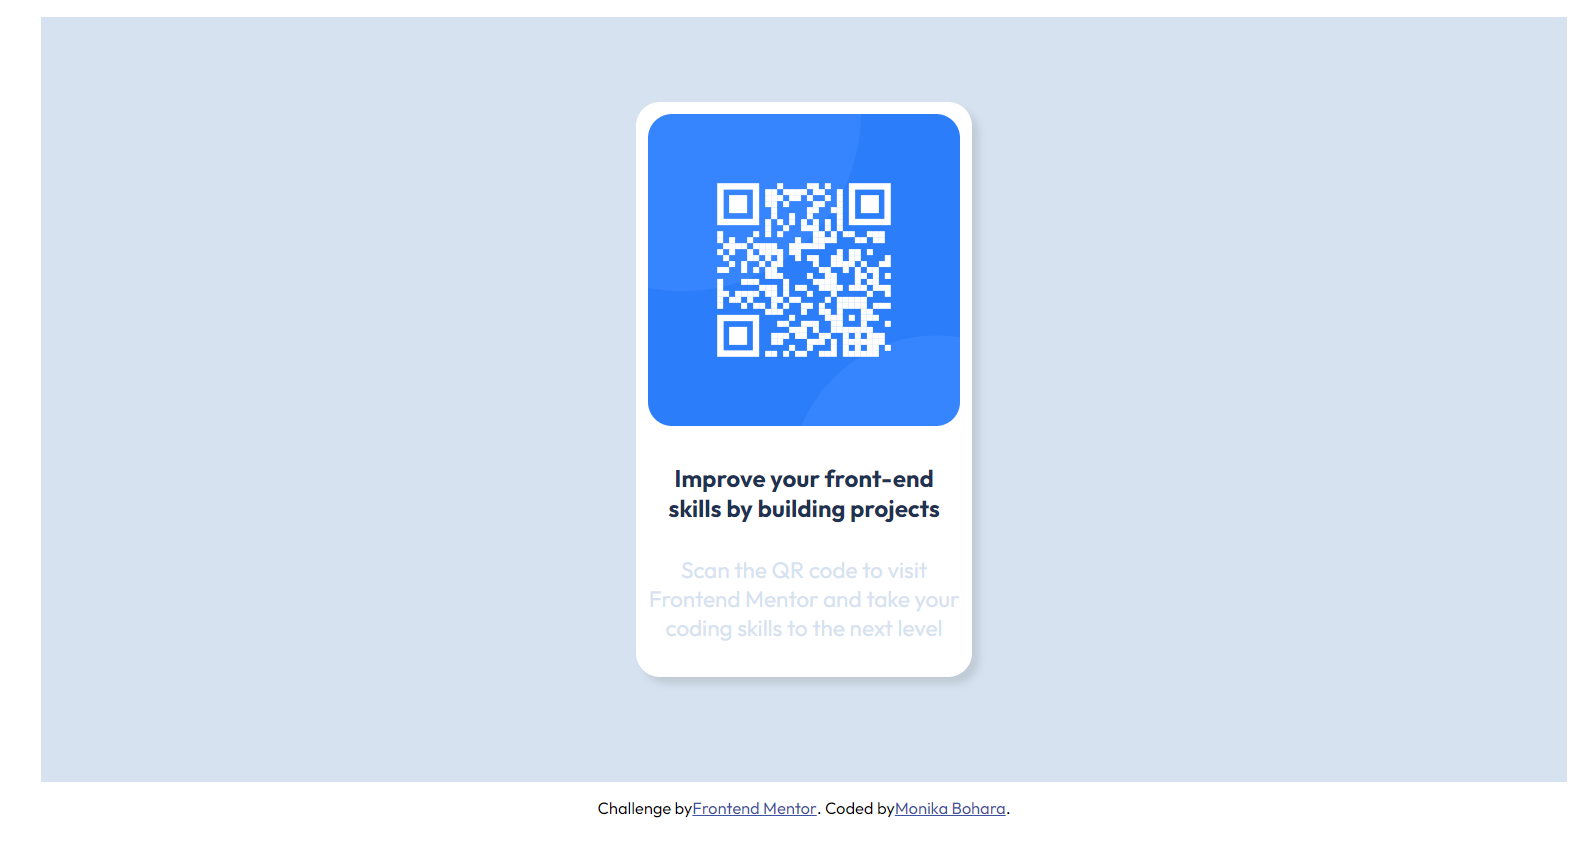 Improve your front-end
skills by building projects
Scan the QR code to visit
Frontend Mentor and take your
coding skills to the next level
Challenge byFrontend Mentor. Coded byMonika Bohara.